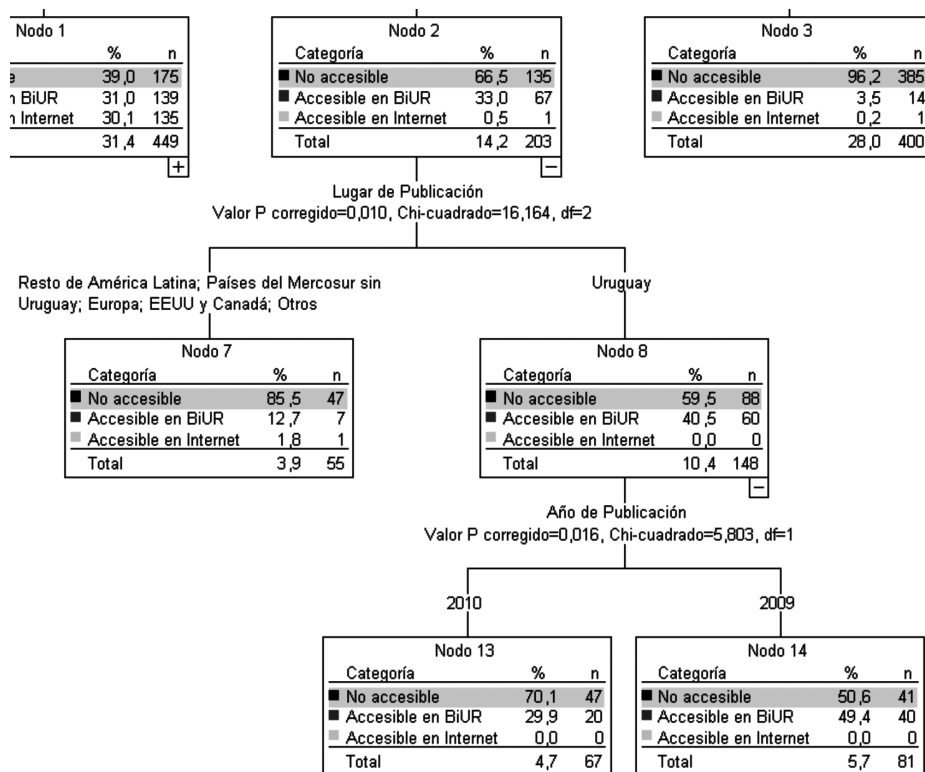 Nodo 1
% n
e 39,0 175
n BiUR 31,0 139
n Internet 30,1 135
31,4 449
+
Nodo 2
Categoría % n
No accesible 66,5 135
Accesible en BiUR 33,0 67
Accesible en Internet 0,5 1
Total 14,2 203
−
Nodo 3
Categoría % n
No accesible 96,2 385
Accesible en BiUR 3,5 14
Accesible en Internet 0,2 1
Total 28,0 400
Lugar de Publicación
Valor P corregido=0,010, Chi-cuadrado=16,164, df=2
Resto de América Latina; Países del Mercosur sin
Uruguay; Europa; EEUU y Canadá; Otros
Uruguay
Nodo 7
Categoría % n
No accesible 85,5 47
Accesible en BiUR 12,7 7
Accesible en Internet 1,8 1
Total 3,9 55
Nodo 8
Categoría % n
No accesible 59,5 88
Accesible en BiUR 40,5 60
Accesible en Internet 0,0 0
Total 10,4 148
−
Año de Publicación
Valor P corregido=0,016, Chi-cuadrado=5,803, df=1
2010
2009
Nodo 13
Categoría % n
No accesible 70,1 47
Accesible en BiUR 29,9 20
Accesible en Internet 0,0 0
Total 4,7 67
Nodo 14
Categoría % n
No accesible 50,6 41
Accesible en BiUR 49,4 40
Accesible en Internet 0,0 0
Total 5,7 81